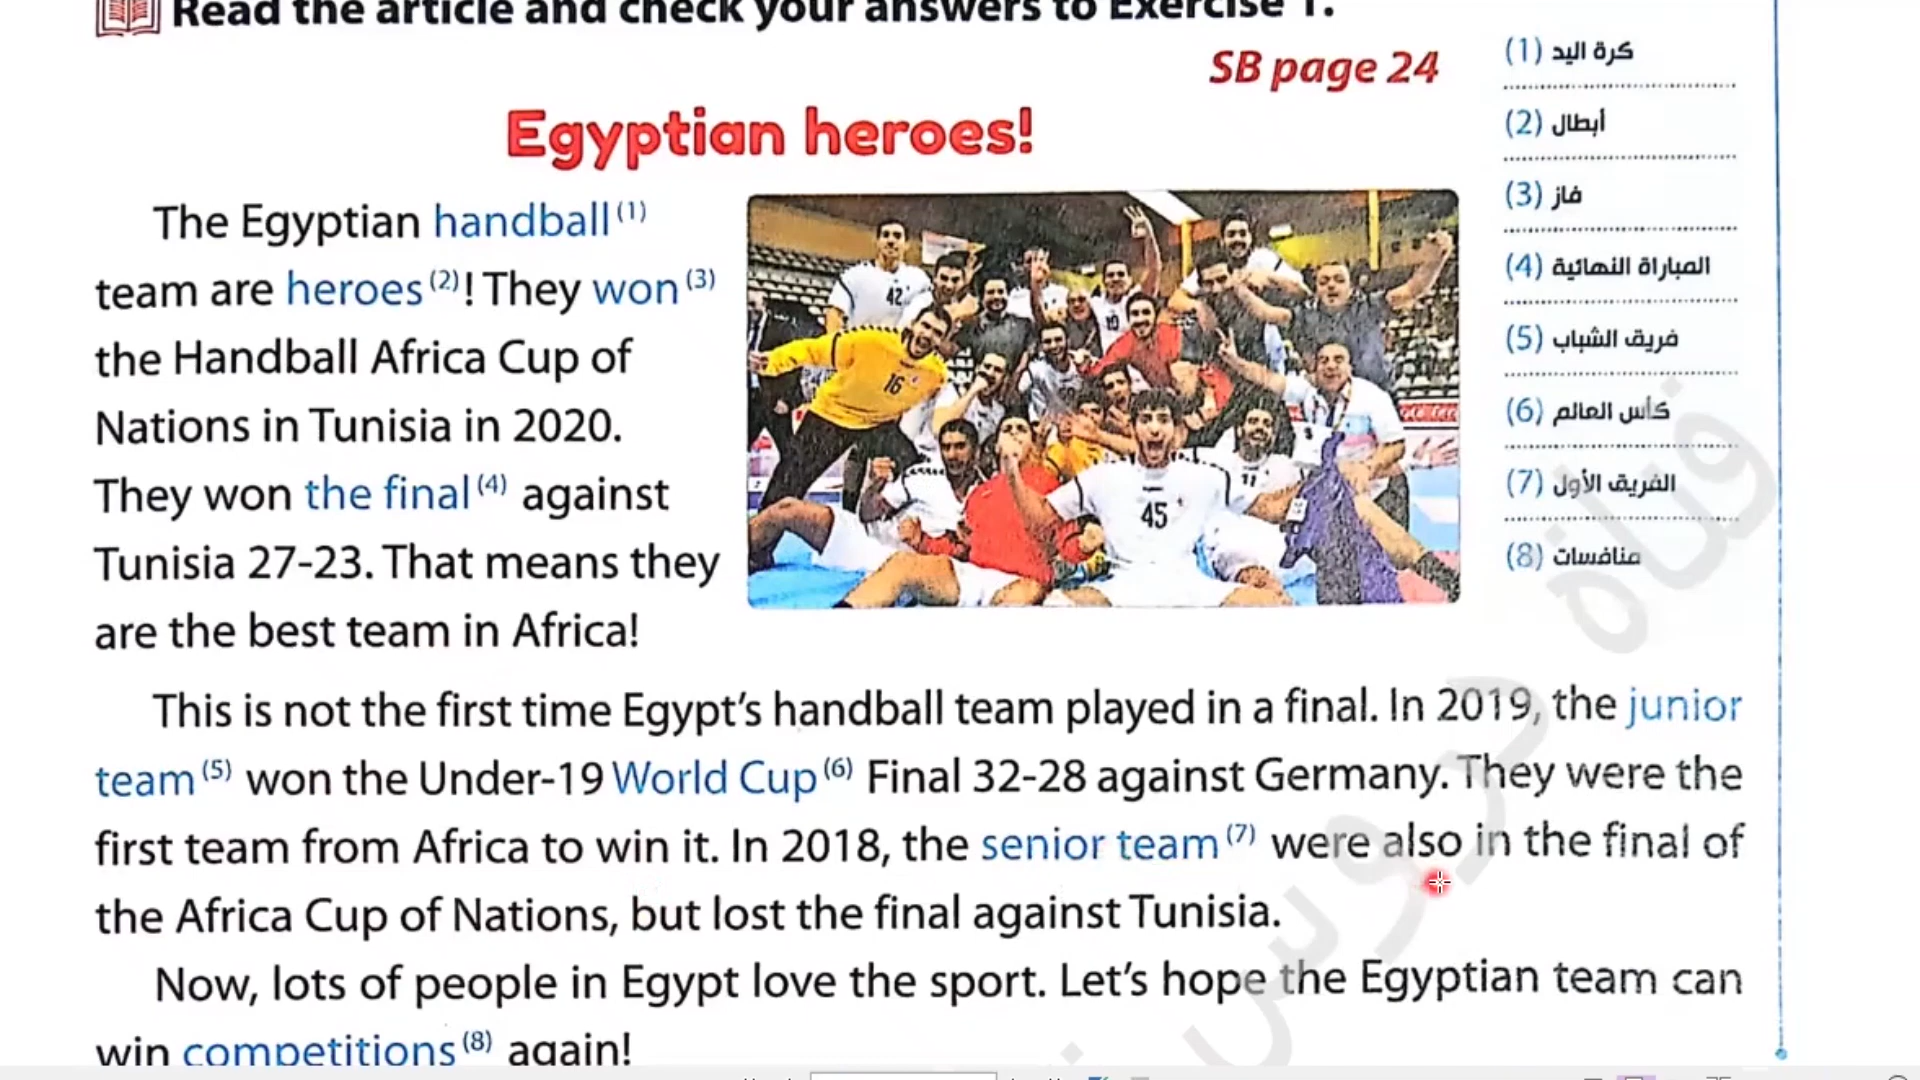 Read the article and check your answers to Exercise 1.
SB page 24
Egyptian heroes!
The Egyptian handball (1)
team are heroes (2)! They won (3)
the Handball Africa Cup of
Nations in Tunisia in 2020.
They won the final (4) against
Tunisia 27-23. That means they
are the best team in Africa!
42
16
10
45
11
This is not the first time Egypt's handball team played in a final. In 2019, the junior
team (5) won the Under-19 World Cup (6) Final 32-28 against Germany. They were the
first team from Africa to win it. In 2018, the senior team (7) were also in the final of
the Africa Cup of Nations, but lost the final against Tunisia.
Now, lots of people in Egypt love the sport. Let's hope the Egyptian team can
win competitions (8) again!
(1) كرة اليد
(2) أبطال
(3) فاز
(4) المباراة النهائية
(5) فريق الشباب
(6) كأس العالم
(7) الفريق الأول
(8) منافسات
قناة دروس